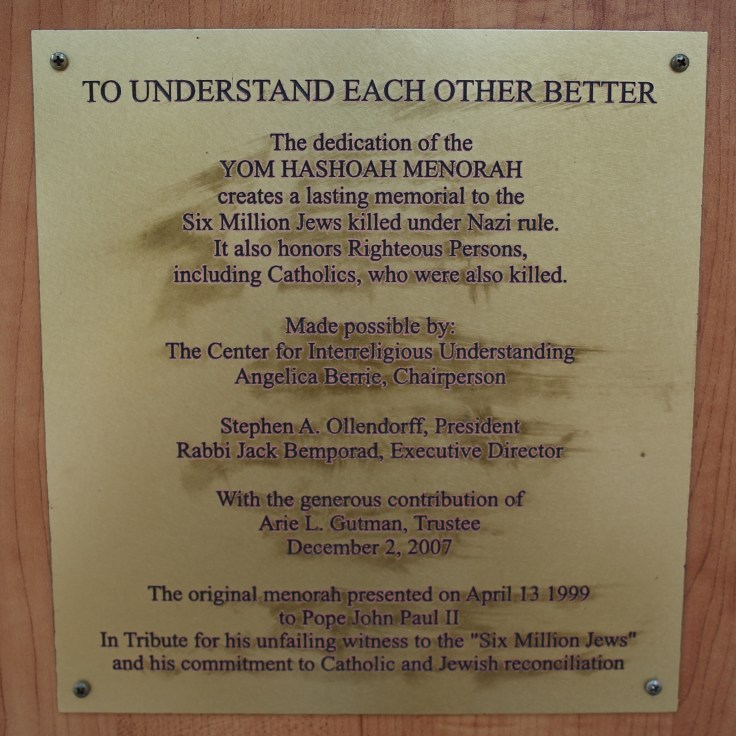 TO UNDERSTAND EACH OTHER BETTER
The dedication of the
YOM HASHOAH MENORAH
creates a lasting memorial to the
Six Million Jews killed under Nazi rule.
It also honors Righteous Persons,
including Catholics, who were also killed.
Made possible by:
The Center for Interreligious Understanding
Angelica Berrie, Chairperson
Stephen A. Ollendorff, President
Rabbi Jack Bemporad, Executive Director
With the generous contribution of
Arie L. Gutman, Trustee
December 2, 2007
The original menorah presented on April 13 1999
to Pope John Paul II
In Tribute for his unfailing witness to the "Six Million Jews"
and his commitment to Catholic and Jewish reconciliation